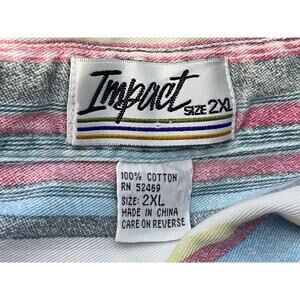 Impact
SIZE 2XL
100% COTTON
RN 52469
SIZE: 2XL
MADE IN CHINA
CARE ON REVERSE